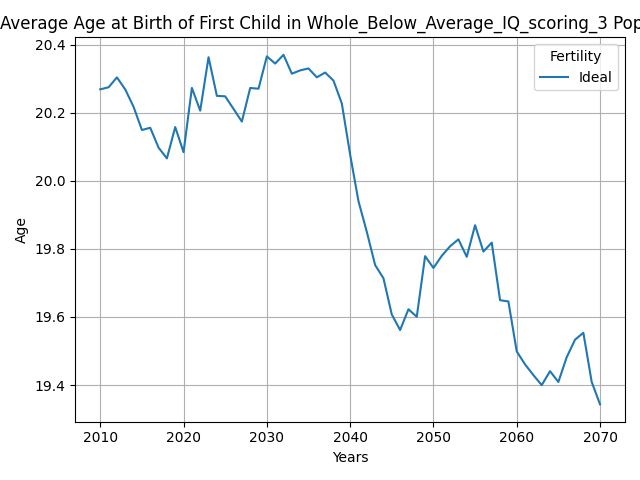 Average Age at Birth of First Child in Whole_Below_Average_IQ_scoring_3 Pop
Fertility
Ideal
20.4
20.2
20.0
19.8
19.6
19.4
Age
2010 2020 2030 2040 2050 2060 2070
Years